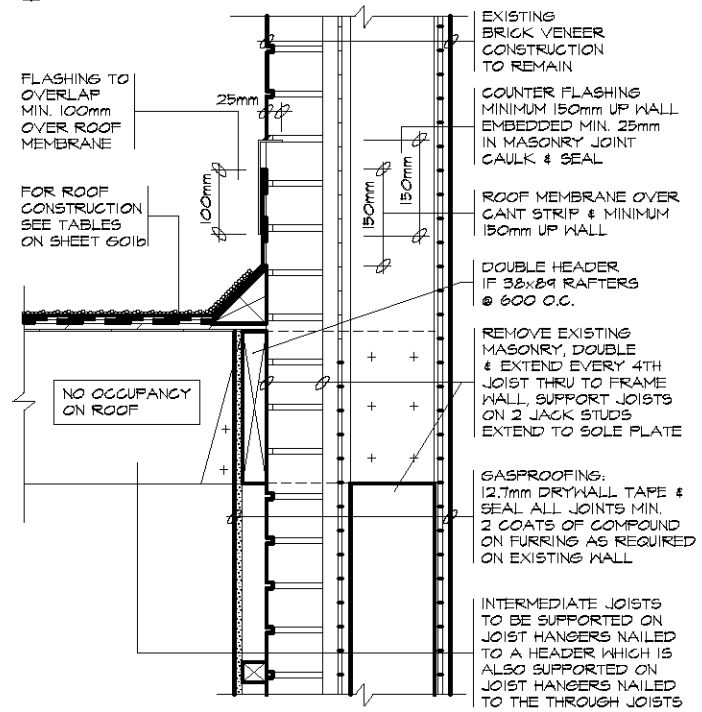 FLASHING TO
OVERLAP
MIN. 100mm
OVER ROOF
MEMBRANE
FOR ROOF
CONSTRUCTION
SEE TABLES
ON SHEET G01b
NO OCCUPANCY
ON ROOF
25mm
100mm
150mm
150mm
EXISTING
BRICK VENEER
CONSTRUCTION
TO REMAIN
COUNTER FLASHING
MINIMUM 150mm UP WALL
EMBEDDED MIN. 25mm
IN MASONRY JOINT
CAULK & SEAL
ROOF MEMBRANE OVER
CANT STRIP & MINIMUM
150mm UP WALL
DOUBLE HEADER
IF 38x89 RAFTERS
@ 600 O.C.
REMOVE EXISTING
MASONRY, DOUBLE
& EXTEND EVERY 4TH
JOIST THRU TO FRAME
WALL, SUPPORT JOISTS
ON 2 JACK STUDS
EXTEND TO SOLE PLATE
GASPROOFING:
12.7mm DRYWALL TAPE &
SEAL ALL JOINTS MIN.
2 COATS OF COMPOUND
ON FURRING AS REQUIRED
ON EXISTING WALL
INTERMEDIATE JOISTS
TO BE SUPPORTED ON
JOIST HANGERS NAILED
TO A HEADER WHICH IS
ALSO SUPPORTED ON
JOIST HANGERS NAILED
TO THE THROUGH JOISTS